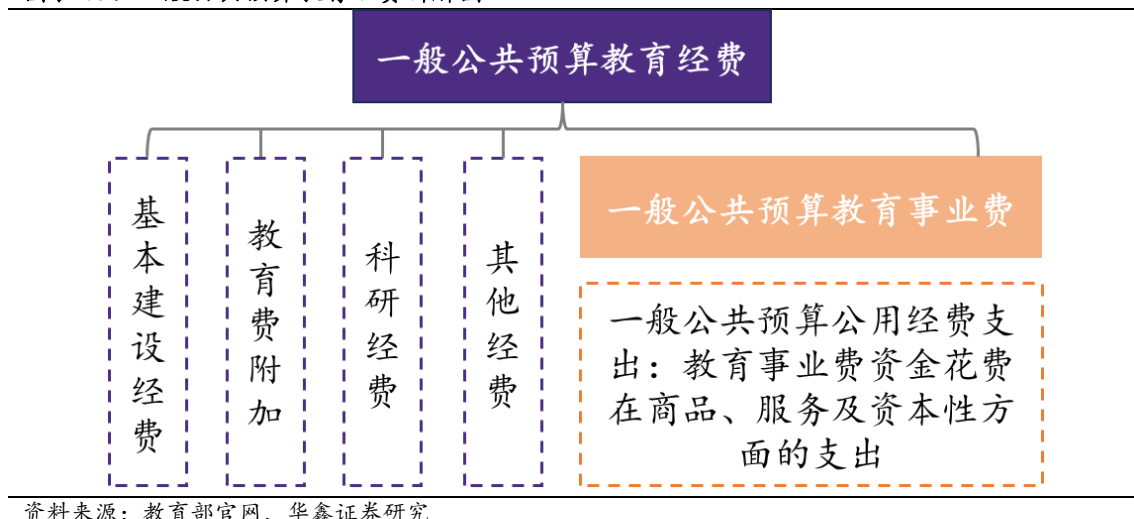 一般公共预算教育经费
基本建设经费
教育费附加
科研经费
其他经费
一般公共预算教育事业费
一般公共预算公用经费支
出：教育事业费资金花费
在商品、服务及资本性方
面的支出
资料来源：教育部官网，华鑫证券研究